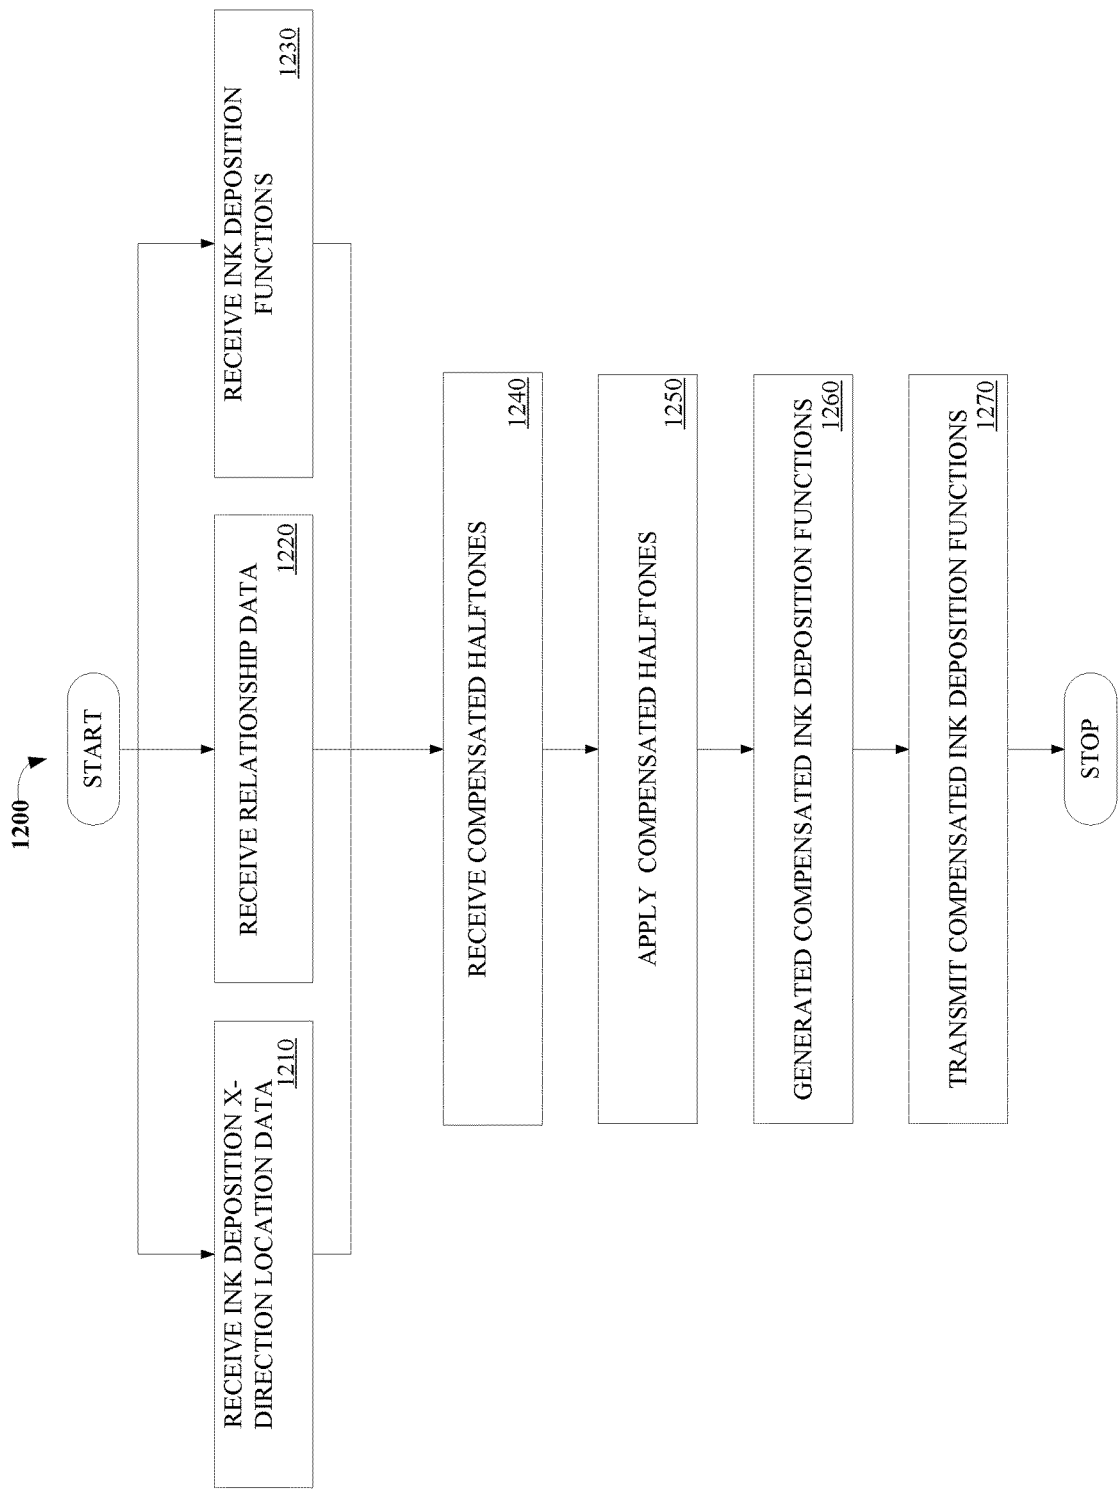 1200
START
RECEIVE INK DEPOSITION X-
DIRECTION LOCATION DATA
1210
RECEIVE RELATIONSHIP DATA
1220
RECEIVE INK DEPOSITION
FUNCTIONS
1230
RECEIVE COMPENSATED HALFTONES
1240
APPLY COMPENSATED HALFTONES
1250
GENERATED COMPENSATED INK DEPOSITION FUNCTIONS
1260
TRANSMIT COMPENSATED INK DEPOSITION FUNCTIONS
1270
STOP